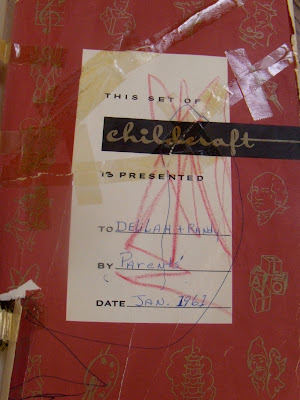 THIS SET OF
childcraft
IS PRESENTED
TO DELILAH + RANDY
BY Parents
DATE JAN. 1961